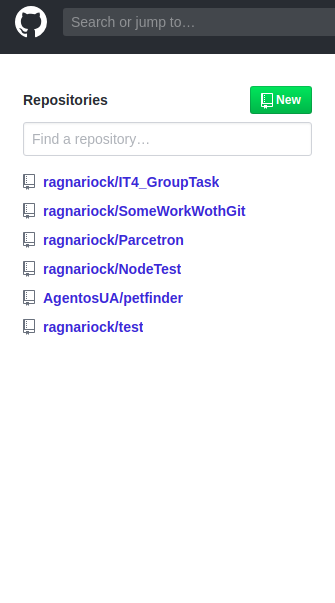 Search or jump to…
Repositories
New
Find a repository…
ragnariock/IT4_GroupTask
ragnariock/SomeWorkWothGit
ragnariock/Parcetron
ragnariock/NodeTest
AgentosUA/petfinder
ragnariock/test